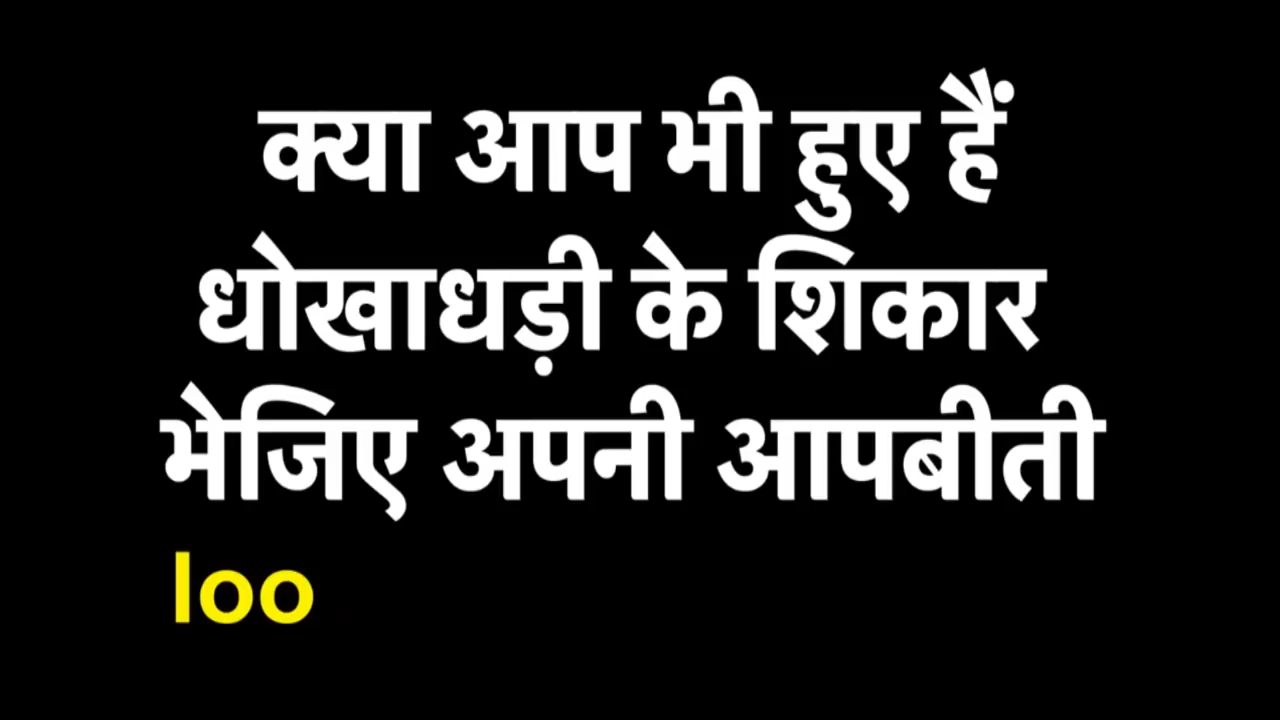 क्या आप भी हुए हैं
धोखाधड़ी के शिकार
भेजिए अपनी आपबीती
loo